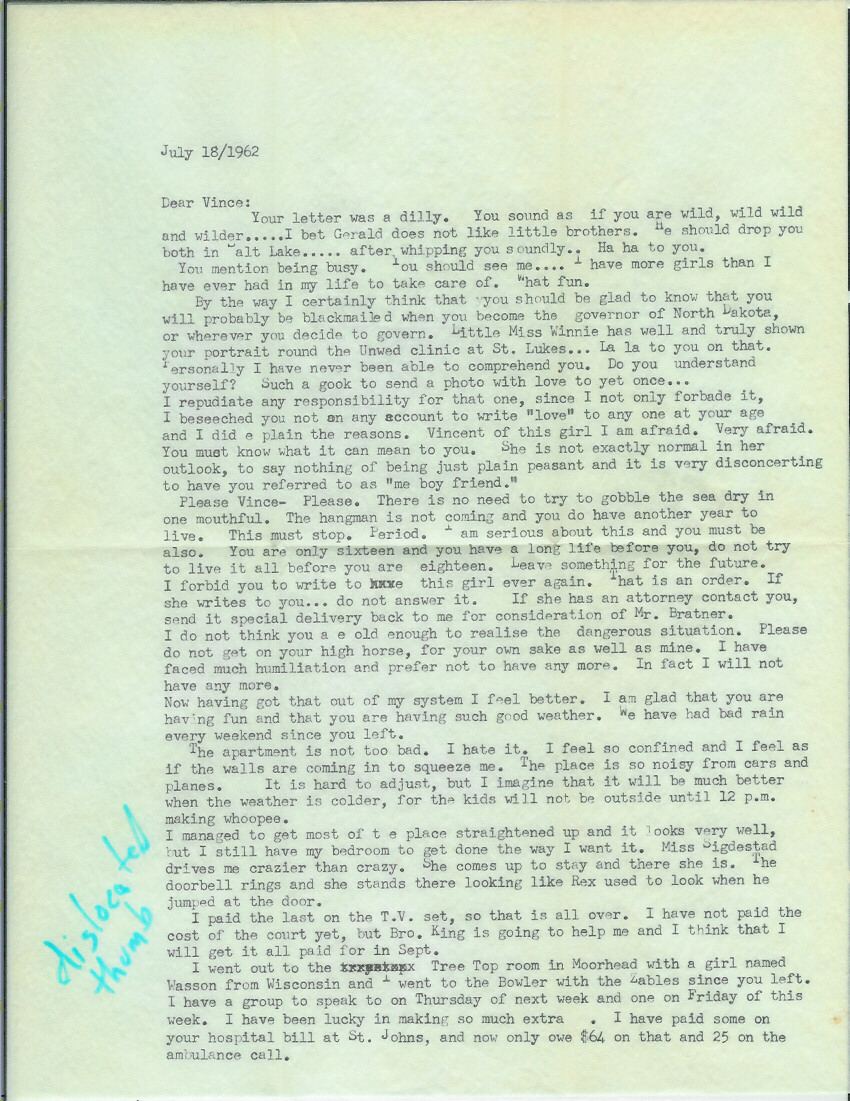 July 18/1962
Dear Vince:
Your letter was a dilly. You sound as if you are wild, wild wild
and wilder.....I bet Gerald does not like little brothers. He should drop you
both in Salt Lake..... after whipping you soundly.. Ha ha to you.
You mention being busy. You should see me.... I have more girls than I
have ever had in my life to take care of. What fun.
By the way I certainly think that you should be glad to know that you
will probably be blackmailed when you become the governor of North Dakota,
or wherever you decide to govern. Little Miss Winnie has well and truly shown
your portrait round the Unwed clinic at St. Lukes... La la to you on that.
Personally I have never been able to comprehend you. Do you understand
yourself? Such a gook to send a photo with love to yet once...
I repudiate any responsibility for that one, since I not only forbade it,
I beseeched you not on any account to write "love" to any one at your age
and I did e plain the reasons. Vincent of this girl I am afraid. Very afraid.
You must know what it can mean to you. She is not exactly normal in her
outlook, to say nothing of being just plain peasant and it is very disconcerting
to have you referred to as "me boy friend."
Please Vince- Please. There is no need to try to gobble the sea dry in
one mouthful. The hangman is not coming and you do have another year to
live. This must stop. Period. I am serious about this and you must be
also. You are only sixteen and you have a long life before you, do not try
to live it all before you are eighteen. Leave something for the future.
I forbid you to write to this girl ever again. That is an order. If
she writes to you... do not answer it. If she has an attorney contact you,
send it special delivery back to me for consideration of Mr. Bratner.
I do not think you a e old enough to realise the dangerous situation. Please
do not get on your high horse, for your own sake as well as mine. I have
faced much humiliation and prefer not to have any more. In fact I will not
have any more.
Now having got that out of my system I feel better. I am glad that you are
having fun and that you are having such good weather. We have had bad rain
every weekend since you left.
The apartment is not too bad. I hate it. I feel so confined and I feel as
if the walls are coming in to squeeze me. The place is so noisy from cars and
planes. It is hard to adjust, but I imagine that it will be much better
when the weather is colder, for the kids will not be outside until 12 p.m.
making whoopee.
I managed to get most of t e place straightened up and it looks very well,
but I still have my bedroom to get done the way I want it. Miss Sigdestad
drives me crazier than crazy. She comes up to stay and there she is. The
doorbell rings and she stands there looking like Rex used to look when he
jumped at the door.
I paid the last on the T.V. set, so that is all over. I have not paid the
cost of the court yet, but Bro. King is going to help me and I think that I
will get it all paid for in Sept.
I went out to the Tree Top room in Moorhead with a girl named
Wasson from Wisconsin and I went to the Bowler with the Zables since you left.
I have a group to speak to on Thursday of next week and one on Friday of this
week. I have been lucky in making so much extra . I have paid some on
your hospital bill at St. Johns, and now only owe $64 on that and 25 on the
ambulance call.
dislocated
thumb